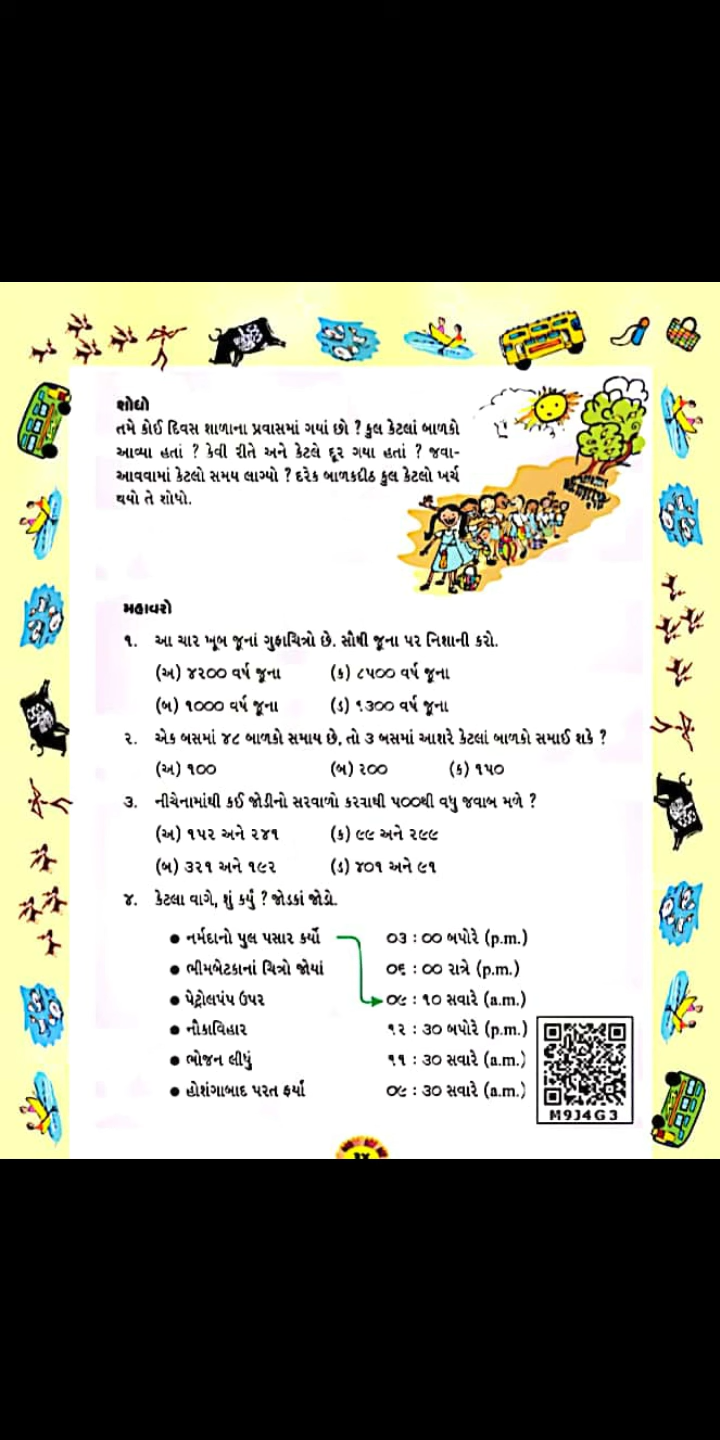 શોધો
તમે કોઈ દિવસ શાળાના પ્રવાસમાં ગયાં છો ? કુલ કેટલાં બાળકો
આવ્યા હતાં ? કેવી રીતે અને કેટલે દૂર ગયા હતાં ? જવા-
આવવામાં કેટલો સમય લાગ્યો ? દરેક બાળકદીઠ કુલ કેટલો ખર્ચ
થયો તે શોધો.
મહાવરો
૧. આ ચાર ખૂબ જૂનાં ગુફાચિત્રો છે. સૌથી જૂના પર નિશાની કરો.
(અ) ૪૨૦૦ વર્ષ જૂના (ક) ૮૫૦૦ વર્ષ જૂના
(બ) ૧૦૦૦ વર્ષ જૂના (ડ) ૧૩૦૦ વર્ષ જૂના
૨. એક બસમાં ૪૮ બાળકો સમાય છે, તો ૩ બસમાં આશરે કેટલાં બાળકો સમાઈ શકે ?
(અ) ૧૦૦ (બ) ૨૦૦ (ક) ૧૫૦
૩. નીચેનામાંથી કઈ જોડીનો સરવાળો કરવાથી ૫૦૦થી વધુ જવાબ મળે ?
(અ) ૧૫૨ અને ૨૪૧ (ક) ૯૯ અને ૨૯૯
(બ) ૩૨૧ અને ૧૯૨ (ડ) ૪૦૧ અને ૯૧
૪. કેટલા વાગે, શું કર્યું ? જોડકાં જોડો.
● નર્મદાનો પુલ પસાર કર્યો ૦૩ : ૦૦ બપોરે (p.m.)
● ભીમબેટકાનાં ચિત્રો જોયાં ૦૬ : ૦૦ રાત્રે (p.m.)
● પેટ્રોલપંપ ઉપર ૦૯ : ૧૦ સવારે (a.m.)
● નૌકાવિહાર ૧૨ : ૩૦ બપોરે (p.m.)
● ભોજન લીધું ૧૧ : ૩૦ સવારે (a.m.)
● હોશંગાબાદ પરત ફર્યા ૦૯ : ૩૦ સવારે (a.m.)
M9J4G3